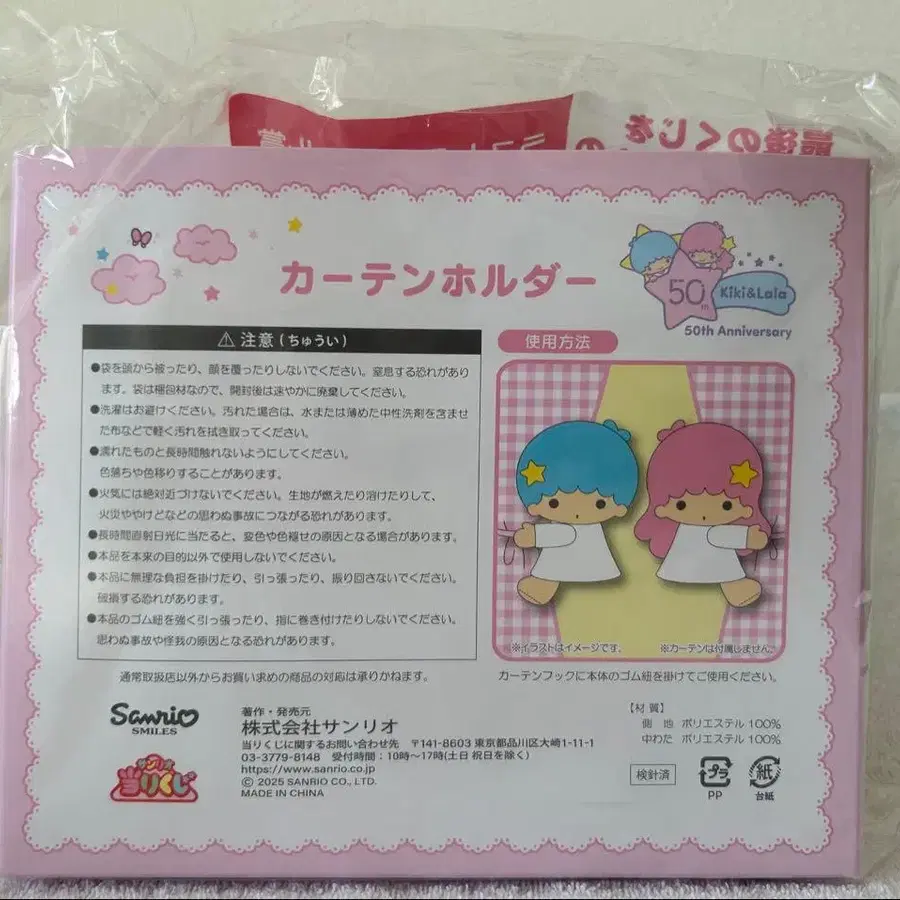 最後のくじを
の
ラスト
賞
カーテンホルダー
50th
Kiki&Lala
50th Anniversary
⚠ 注意(ちゅうい)
●袋を頭から被ったり、顔を覆ったりしないでください。窒息する恐れがあり
ます。袋は梱包材なので、開封後は速やかに廃棄してください。
●洗濯はお避けください。汚れた場合は、水または薄めた中性洗剤を含ませ
た布などで軽く汚れを拭き取ってください。
●濡れたものと長時間触れないようにしてください。
色落ちや色移りすることがあります。
●火気には絶対近づけないでください。生地が燃えたり溶けたりして、
火災ややけどなどの思わぬ事故につながる恐れがあります。
●長時間直射日光に当たると、変色や色褪せの原因となる場合があります。
●本品を本来の目的以外で使用しないでください。
●本品に無理な負担を掛けたり、引っ張ったり、振り回さないでください。
破損する恐れがあります。
●本品のゴム紐を強く引っ張ったり、指に巻き付けたりしないでください。
思わぬ事故や怪我の原因となる恐れがあります。
使用方法
※イラストはイメージです。
※カーテンは付属しません。
カーテンフックに本体のゴム紐を掛けてご使用ください。
通常取扱店以外からお買い求めの商品の対応は承りかねます。
Sanrio
SMILES
サンリオ
当りくじ
著作・発売元
株式会社サンリオ
当りくじに関するお問い合わせ先 〒141-8603 東京都品川区大崎1-11-1
03-3779-8148 受付時間:10時~17時(土日 祝日を除く)
https://www.sanrio.co.jp
© 2025 SANRIO CO., LTD.
MADE IN CHINA
【材 質】
側 地 ポリエステル 100%
中わた ポリエステル 100%
検針済
プラ
PP
紙
台紙